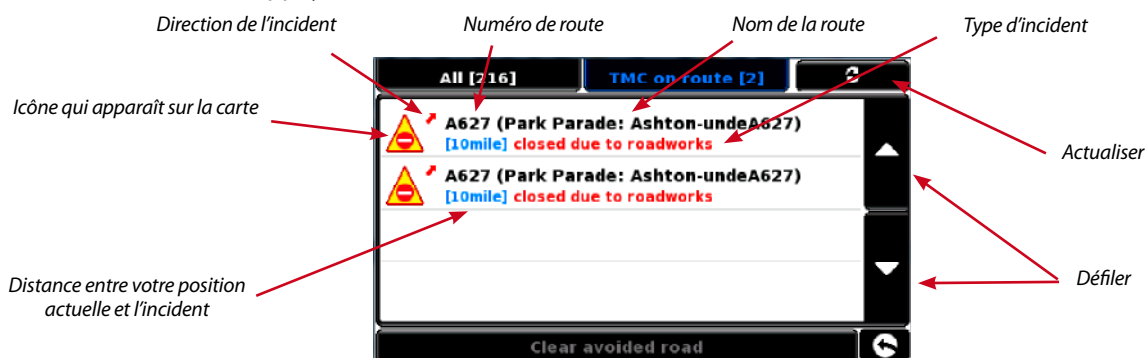 Direction de l’incident
Numéro de route
Nom de la route
Type d’incident
All [216]
TMC on route [2]
Icône qui apparaît sur la carte
A627 (Park Parade: Ashton-undeA627)
[10mile] closed due to roadworks
Actualiser
A627 (Park Parade: Ashton-undeA627)
[10mile] closed due to roadworks
Distance entre votre position
actuelle et l’incident
Défiler
Clear avoided road